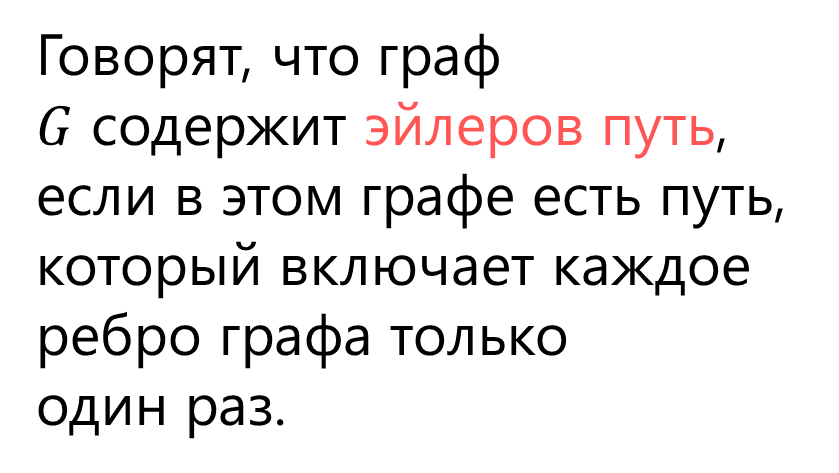 Говорят, что граф
G содержит эйлеров путь,
если в этом графе есть путь,
который включает каждое
ребро графа только
один раз.